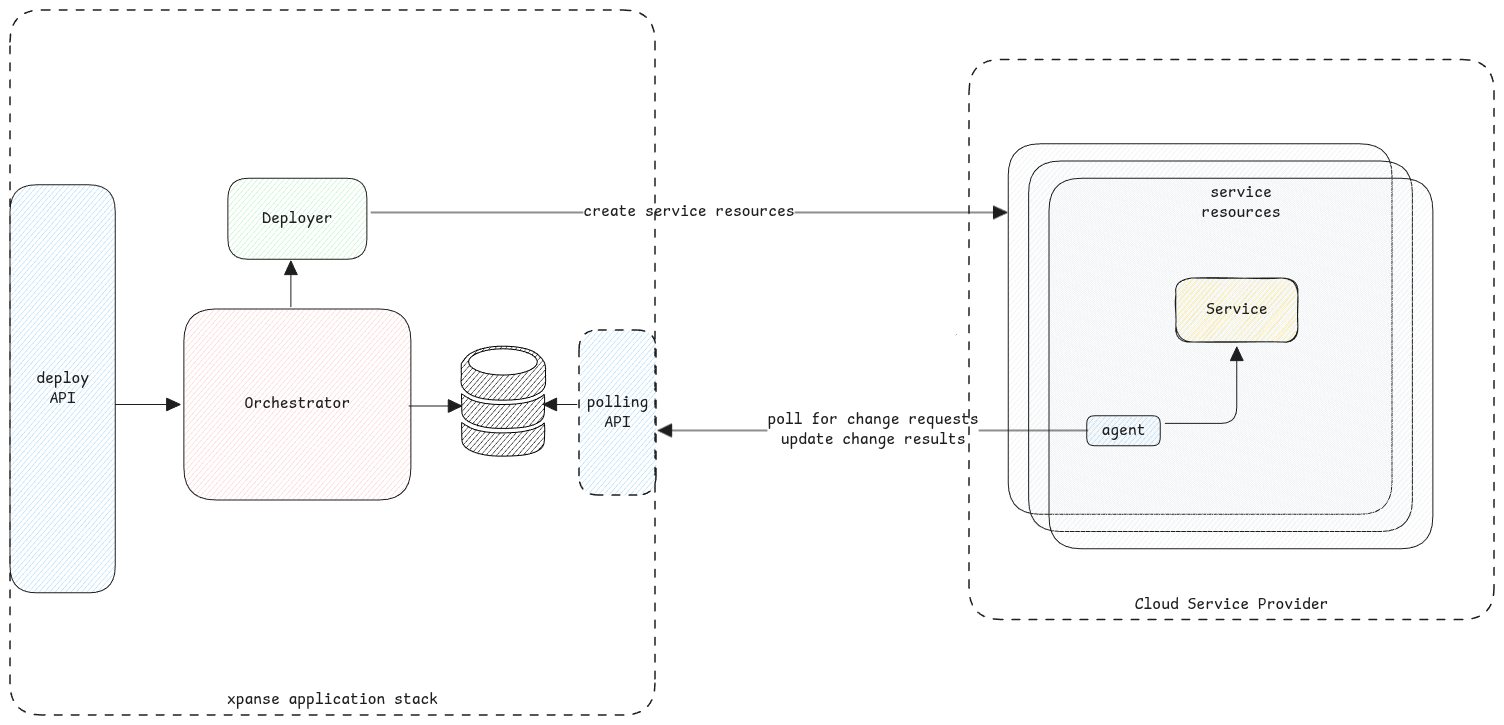 deploy
API
Deployer
Orchestrator
polling
API
xpanse application stack
create service resources
poll for change requests
update change results
service
resources
Service
agent
Cloud Service Provider